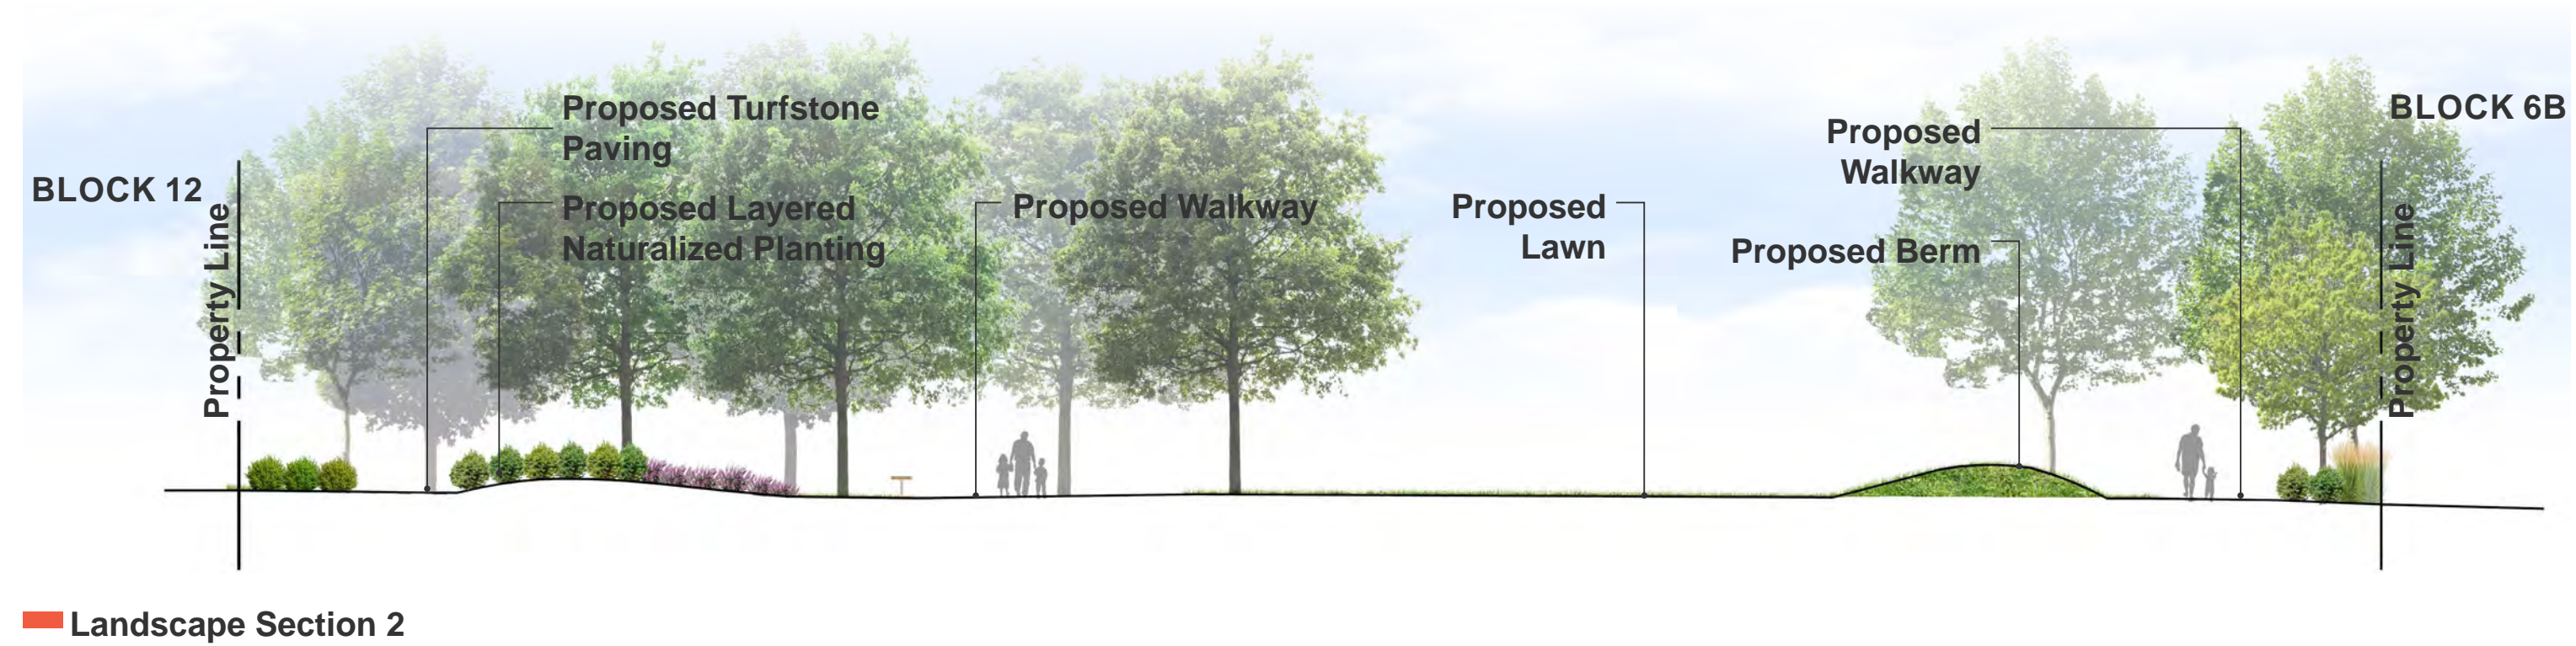 BLOCK 12
Property Line
Proposed Turfstone
Paving
Proposed Layered
Naturalized Planting
Proposed Walkway
Proposed
Lawn
Proposed
Walkway
Proposed Berm
BLOCK 6B
Property Line
Landscape Section 2